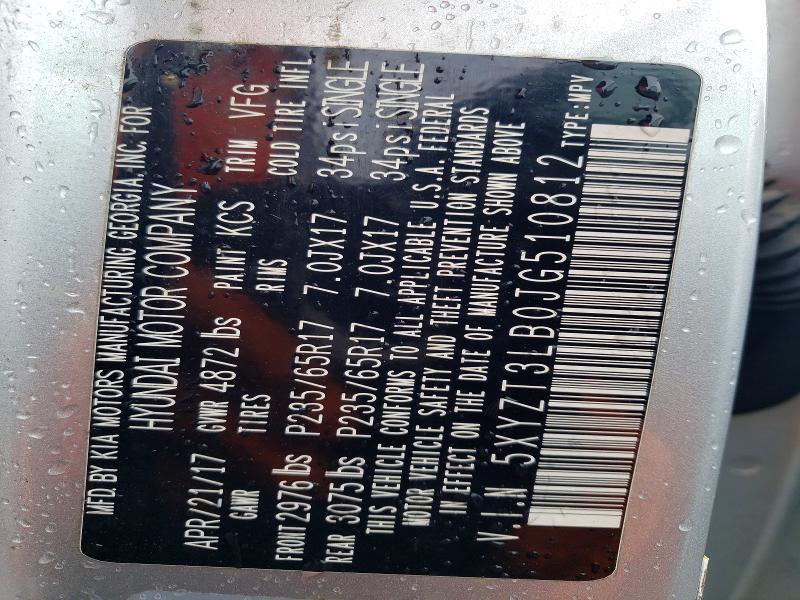 MFD. BY KIA MOTORS MANUFACTURING GEORGIA, INC. FOR
HYUNDAI MOTOR COMPANY
APR/21/17 GVWR 4872 lbs PAINT KCS TRIM VFG
GAWR TIRES RIMS COLD TIRE INFL.
FRONT 2976 lbs P235/65R17 7.0JX17 34psi SINGLE
REAR 3075 lbs P235/65R17 7.0JX17 34psi SINGLE
THIS VEHICLE CONFORMS TO ALL APPLICABLE U.S.A. FEDERAL
MOTOR VEHICLE SAFETY AND THEFT PREVENTION STANDARDS
IN EFFECT ON THE DATE OF MANUFACTURE SHOWN ABOVE
V.I.N 5XYZT3LB0JG510812 TYPE:MPV